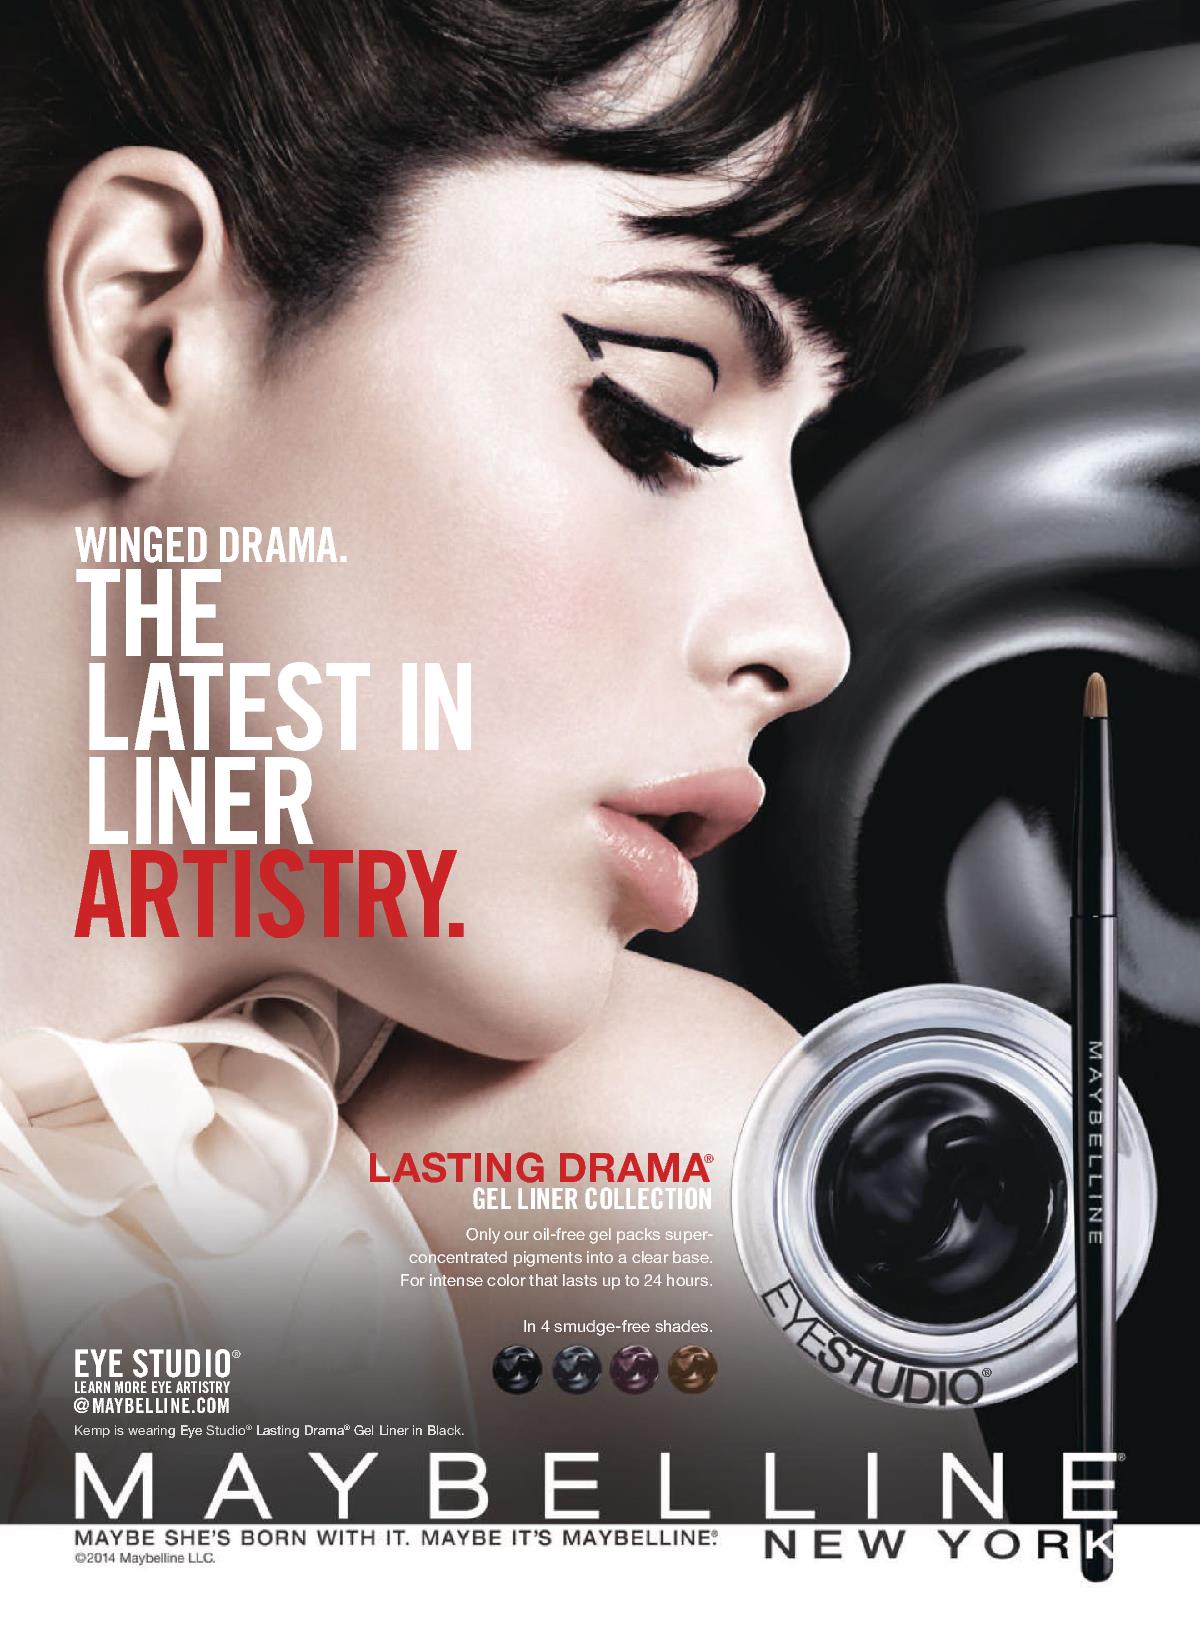 WINGED DRAMA.
THE
LATEST IN
LINER
ARTISTRY.
LASTING DRAMA®
GEL LINER COLLECTION
Only our oil-free gel packs super-
concentrated pigments into a clear base.
For intense color that lasts up to 24 hours.
In 4 smudge-free shades.
MAYBELLINE
EYESTUDIO®
EYE STUDIO®
LEARN MORE EYE ARTISTRY
@MAYBELLINE.COM
Kemp is wearing Eye Studio® Lasting Drama® Gel Liner in Black.
MAYBELLINE®
MAYBE SHE'S BORN WITH IT. MAYBE IT'S MAYBELLINE.®
NEW YORK
©2014 Maybelline LLC.